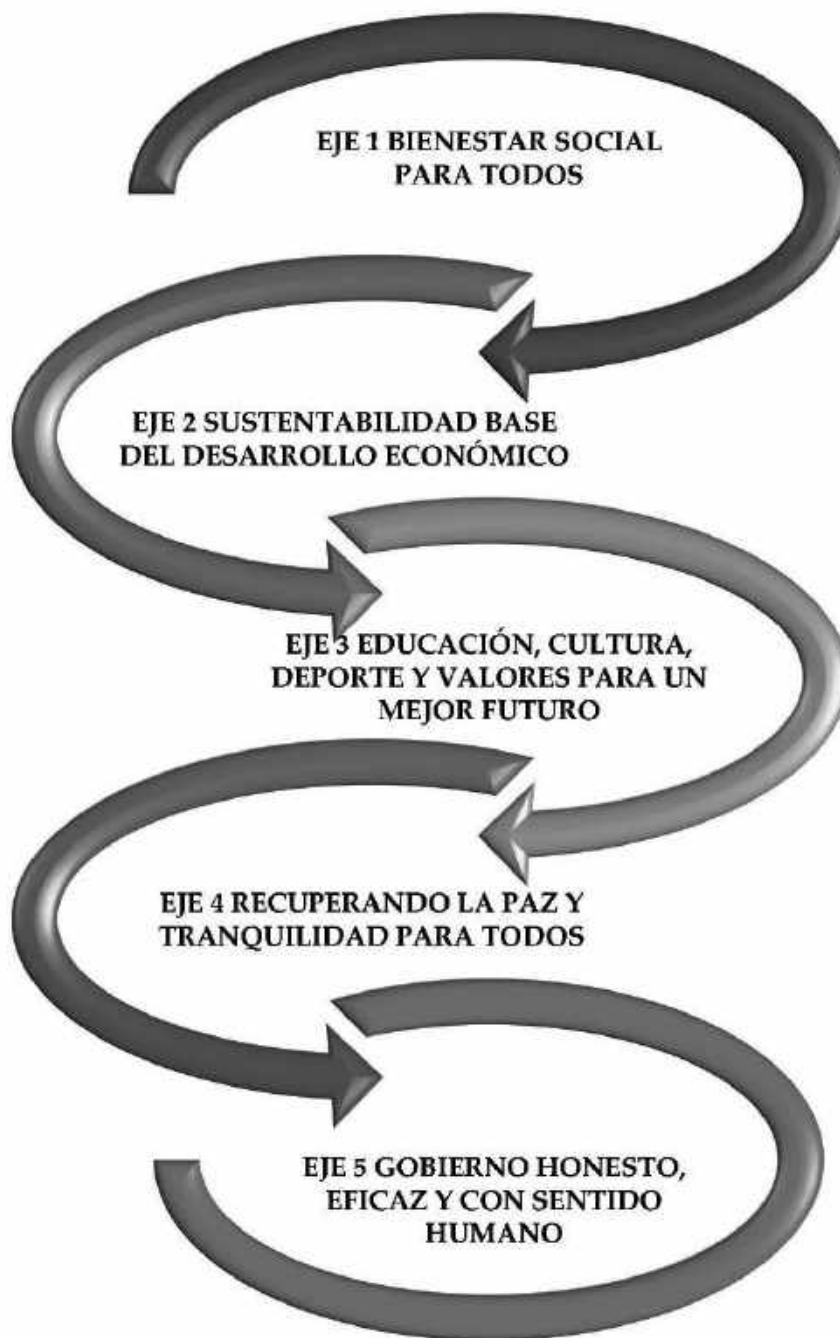 EJE 1 BIENESTAR SOCIAL
PARA TODOS
EJE 2 SUSTENTABILIDAD BASE
DEL DESARROLLO ECONÓMICO
EJE 3 EDUCACIÓN, CULTURA,
DEPORTE Y VALORES PARA UN
MEJOR FUTURO
EJE 4 RECUPERANDO LA PAZ Y
TRANQUILIDAD PARA TODOS
EJE 5 GOBIERNO HONESTO,
EFICAZ Y CON SENTIDO
HUMANO